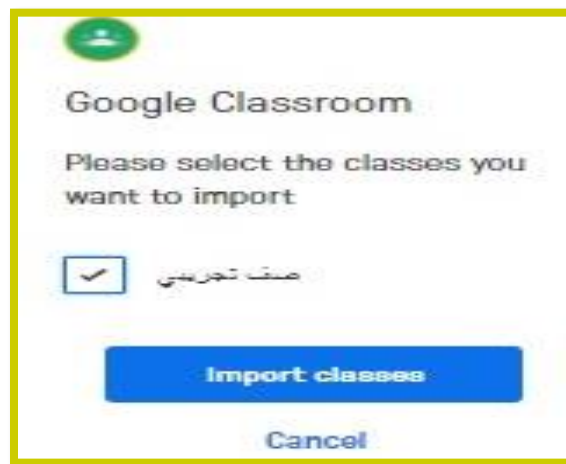 Google Classroom
Please select the classes you
want to import
صف تجريبي
Import classes
Cancel